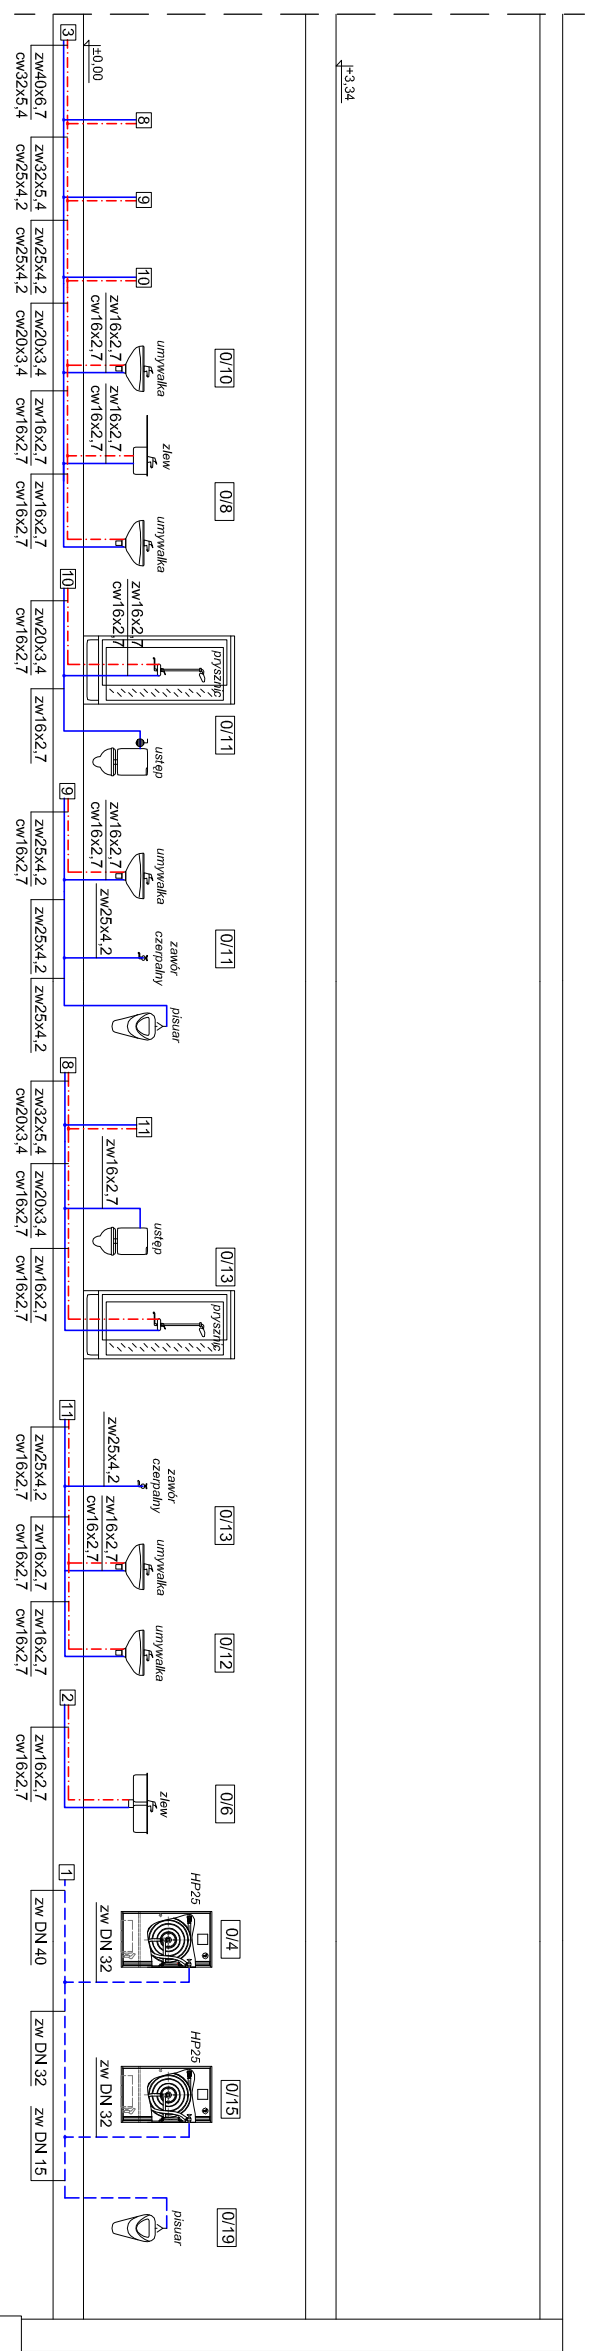 +3,34
±0,00
3
zw40x6,7
cw32x5,4
8
zw32x5,4
cw25x4,2
9
zw25x4,2
cw25x4,2
10
zw20x3,4
cw20x3,4
zw16x2,7
cw16x2,7
umywalka
0/10
zw16x2,7
cw16x2,7
zw16x2,7
cw16x2,7
zlew
0/8
zw16x2,7
cw16x2,7
umywalka
10
zw20x3,4
cw16x2,7
zw16x2,7
cw16x2,7
prysznic
0/11
zw16x2,7
ustęp
9
zw25x4,2
cw16x2,7
zw16x2,7
cw16x2,7
umywalka
zw25x4,2
zw25x4,2
zawór
czerpalny
0/11
zw25x4,2
pisuar
8
zw32x5,4
cw20x3,4
11
zw20x3,4
cw16x2,7
zw16x2,7
ustęp
0/13
zw16x2,7
cw16x2,7
prysznic
11
zw25x4,2
cw16x2,7
zw25x4,2
zawór
czerpalny
0/13
zw16x2,7
cw16x2,7
zw16x2,7
cw16x2,7
umywalka
zw16x2,7
cw16x2,7
umywalka
0/12
2
zw16x2,7
cw16x2,7
zlew
0/6
1
zw DN 40
zw DN 32
HP25
0/4
zw DN 32
zw DN 32
HP25
0/15
zw DN 15
pisuar
0/19